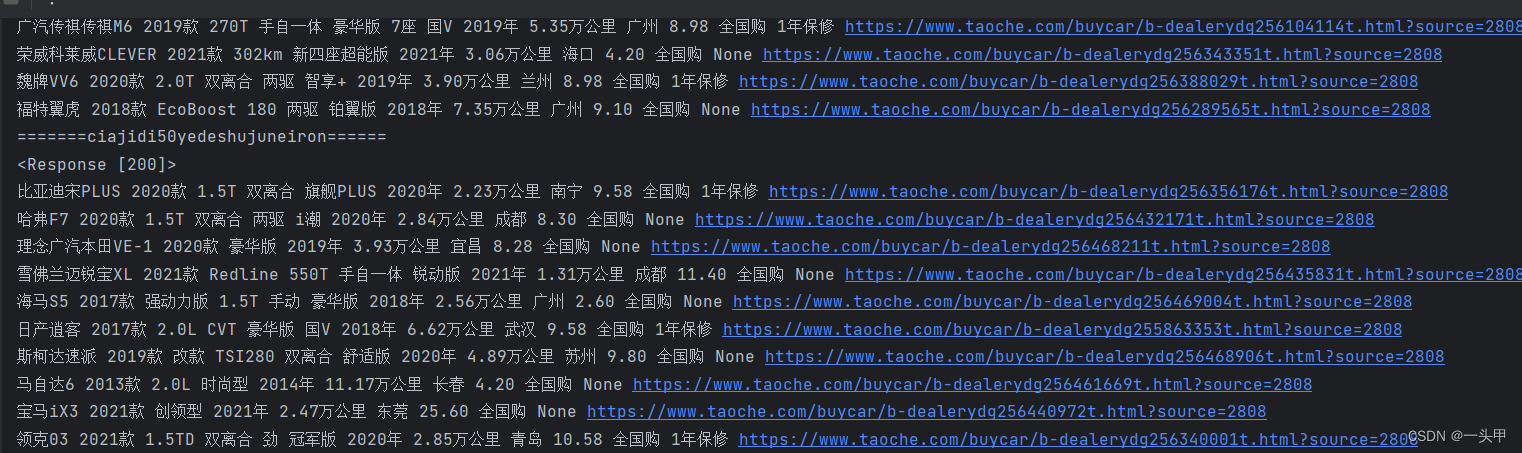 广汽传祺传祺M6 2019款 270T 手自一体 豪华版 7座 国V 2019年 5.35万公里 广州 8.98 全国购 1年保修 https://www.taoche.com/buycar/b-dealerydg256104114t.html?source=2808
荣威科莱威CLEVER 2021款 302km 新四座超能版 2021年 3.06万公里 海口 4.20 全国购 None https://www.taoche.com/buycar/b-dealerydg256343351t.html?source=2808
魏牌VV6 2020款 2.0T 双离合 两驱 智享+ 2019年 3.90万公里 兰州 8.98 全国购 1年保修 https://www.taoche.com/buycar/b-dealerydg256388029t.html?source=2808
福特翼虎 2018款 EcoBoost 180 两驱 铂翼版 2018年 7.35万公里 广州 9.10 全国购 None https://www.taoche.com/buycar/b-dealerydg256289565t.html?source=2808
=======ciajidi50yedeshujuneiron======
<Response [200]>
比亚迪宋PLUS 2020款 1.5T 双离合 旗舰PLUS 2020年 2.23万公里 南宁 9.58 全国购 1年保修 https://www.taoche.com/buycar/b-dealerydg256356176t.html?source=2808
哈弗F7 2020款 1.5T 双离合 两驱 i潮 2020年 2.84万公里 成都 8.30 全国购 None https://www.taoche.com/buycar/b-dealerydg256432171t.html?source=2808
理念广汽本田VE-1 2020款 豪华版 2019年 3.93万公里 宜昌 8.28 全国购 None https://www.taoche.com/buycar/b-dealerydg256468211t.html?source=2808
雪佛兰迈锐宝XL 2021款 Redline 550T 手自一体 锐动版 2021年 1.31万公里 成都 11.40 全国购 None https://www.taoche.com/buycar/b-dealerydg256435831t.html?source=2808
海马S5 2017款 强动力版 1.5T 手动 豪华版 2018年 2.56万公里 广州 2.60 全国购 None https://www.taoche.com/buycar/b-dealerydg256469004t.html?source=2808
日产逍客 2017款 2.0L CVT 豪华版 国V 2018年 6.62万公里 武汉 9.58 全国购 1年保修 https://www.taoche.com/buycar/b-dealerydg255863353t.html?source=2808
斯柯达速派 2019款 改款 TSI280 双离合 舒适版 2020年 4.89万公里 苏州 9.80 全国购 None https://www.taoche.com/buycar/b-dealerydg256468906t.html?source=2808
马自达6 2013款 2.0L 时尚型 2014年 11.17万公里 长春 4.20 全国购 None https://www.taoche.com/buycar/b-dealerydg256461669t.html?source=2808
宝马iX3 2021款 创领型 2021年 2.47万公里 东莞 25.60 全国购 None https://www.taoche.com/buycar/b-dealerydg256440972t.html?source=2808
领克03 2021款 1.5TD 双离合 劲 冠军版 2020年 2.85万公里 青岛 10.58 全国购 1年保修 https://www.taoche.com/buycar/b-dealerydg256340001t.html?source=2808
CSDN @一头甲